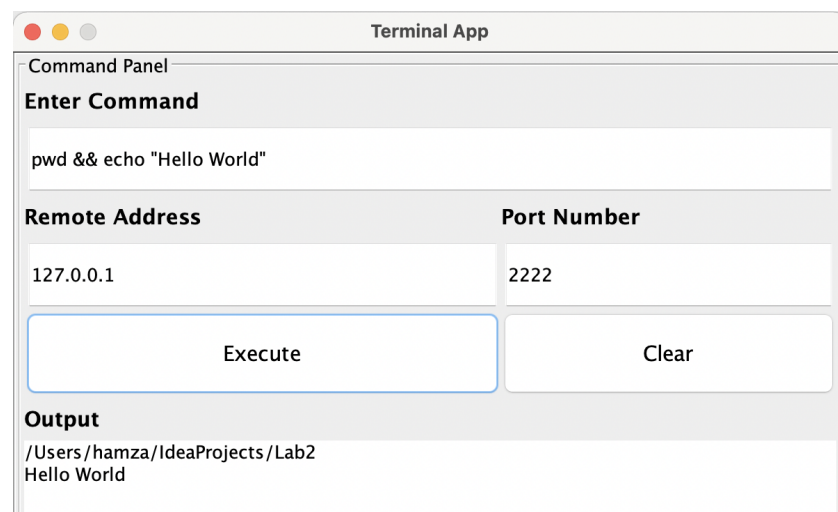 Terminal App
Command Panel
Enter Command
pwd && echo "Hello World"
Remote Address Port Number
127.0.0.1 2222
Execute Clear
Output
/Users/hamza/IdeaProjects/Lab2
Hello World